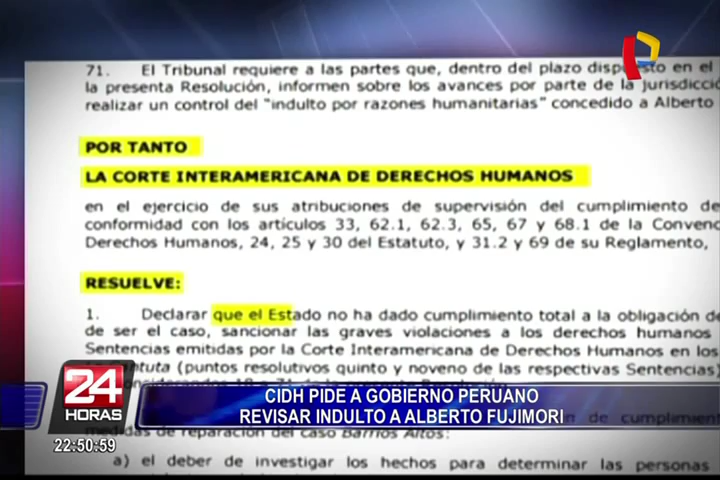 71. El Tribunal requiere a las partes que, dentro del plazo dispuesto en el
la presente Resolución, informen sobre los avances por parte de la jurisdicció
realizar un control del "indulto por razones humanitarias" concedido a Alberto
POR TANTO
LA CORTE INTERAMERICANA DE DERECHOS HUMANOS
en el ejercicio de sus atribuciones de supervisión del cumplimiento de
conformidad con los artículos 33, 62.1, 62.3, 65, 67 y 68.1 de la Convenc
Derechos Humanos, 24, 25 y 30 del Estatuto, y 31.2 y 69 de su Reglamento,
RESUELVE:
1. Declarar que el Estado no ha dado cumplimiento total a la obligación de
de ser el caso, sancionar las graves violaciones a los derechos humanos
Sentencias emitidas por la Corte Interamericana de Derechos Humanos en los
(puntos resolutivos quinto y noveno de las respectivas Sentencias)
24
HORAS
22:50:59
CIDH PIDE A GOBIERNO PERUANO
REVISAR INDULTO A ALBERTO FUJIMORI
de cumplimient
medidas de reparación del caso Barrios Altos:
a) el deber de investigar los hechos para determinar las personas